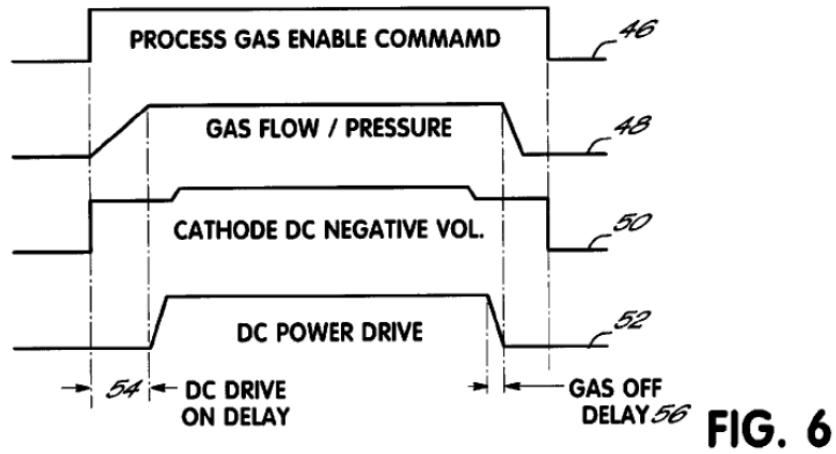 PROCESS GAS ENABLE COMMAMD
46
GAS FLOW / PRESSURE
48
CATHODE DC NEGATIVE VOL.
50
DC POWER DRIVE
52
54
DC DRIVE
ON DELAY
GAS OFF
DELAY 56
FIG. 6